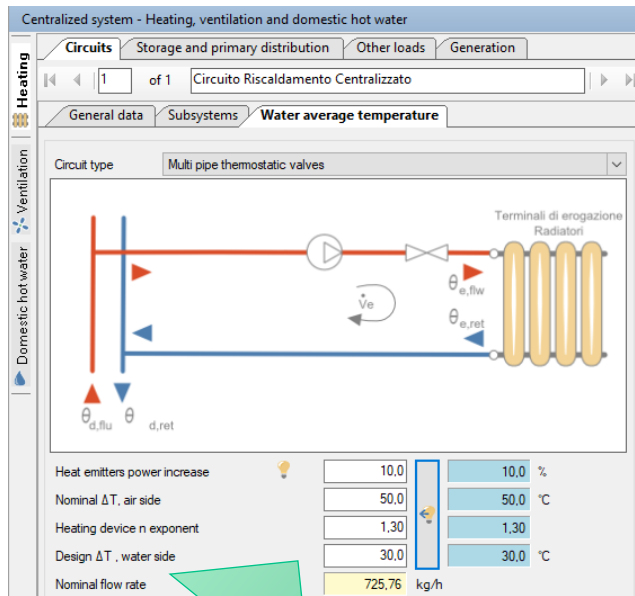 Centralized system - Heating, ventilation and domestic hot water
Circuits Storage and primary distribution Other loads Generation
1 of 1 Circuito Riscaldamento Centralizzato
General data Subsystems Water average temperature
Heating
Ventilation
Domestic hot water
Circuit type Multi pipe thermostatic valves
Terminali di erogazione
Radiatori
θe,flw
V̇e
θe,ret
θd,flu θ d,ret
Heat emitters power increase 10,0 10,0 %
Nominal ΔT, air side 50,0 50,0 °C
Heating device n exponent 1,30 1,30
Design ΔT , water side 30,0 30,0 °C
Nominal flow rate 725,76 kg/h